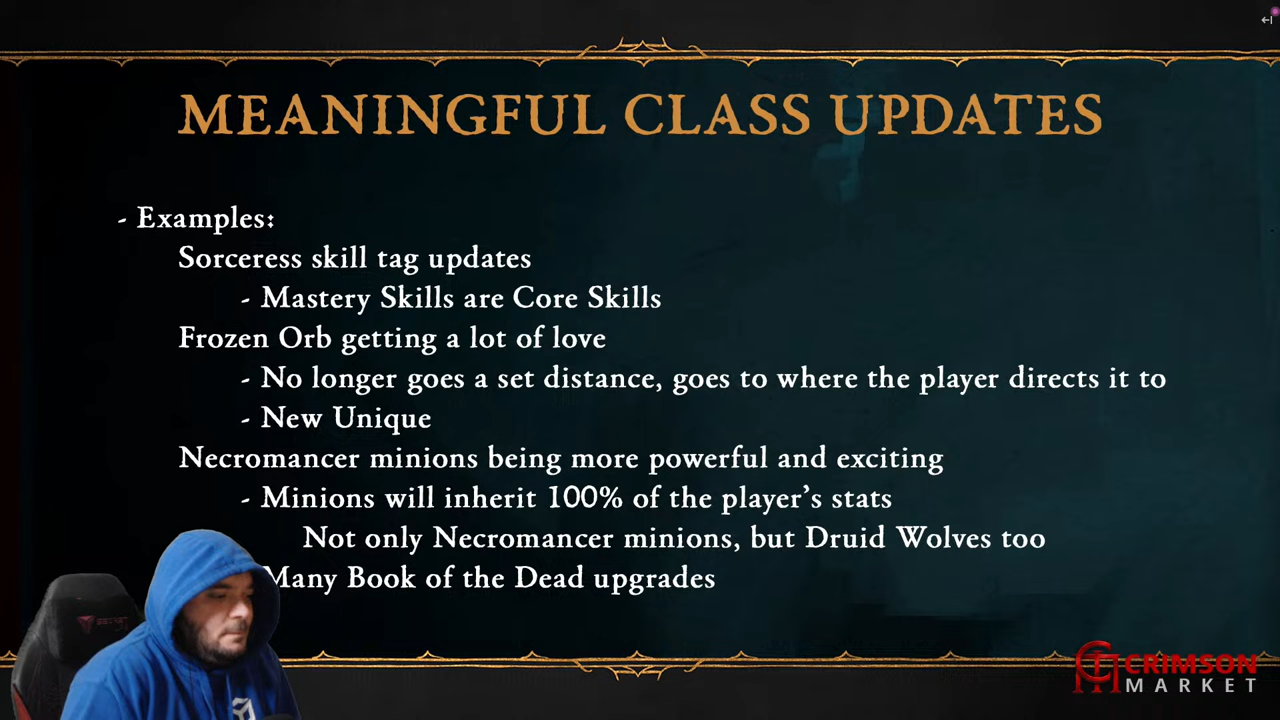 MEANINGFUL CLASS UPDATES
- Examples:
Sorceress skill tag updates
- Mastery Skills are Core Skills
Frozen Orb getting a lot of love
- No longer goes a set distance, goes to where the player directs it to
- New Unique
Necromancer minions being more powerful and exciting
- Minions will inherit 100% of the player's stats
Not only Necromancer minions, but Druid Wolves too
Many Book of the Dead upgrades
CRIMSON
MARKET